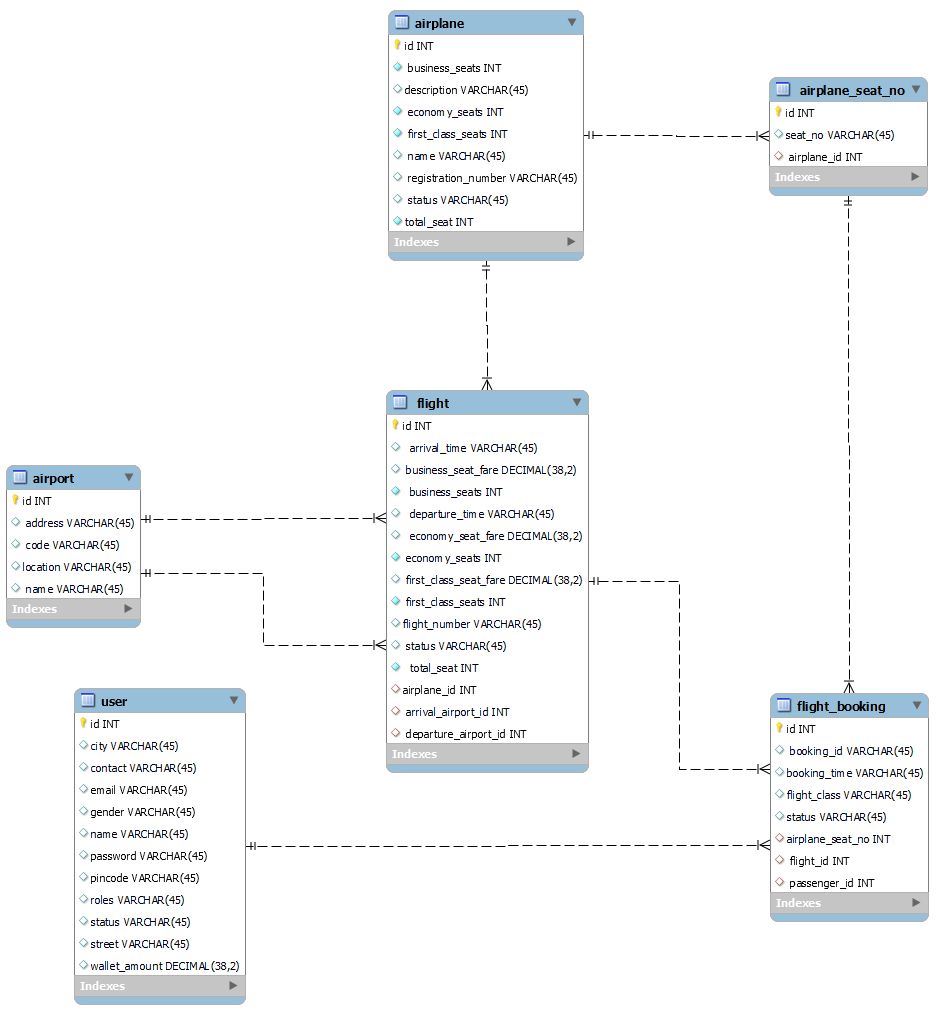 airplane
id INT
business_seats INT
description VARCHAR(45)
economy_seats INT
first_class_seats INT
name VARCHAR(45)
registration_number VARCHAR(45)
status VARCHAR(45)
total_seat INT
Indexes
airplane_seat_no
id INT
seat_no VARCHAR(45)
airplane_id INT
Indexes
flight
id INT
arrival_time VARCHAR(45)
business_seat_fare DECIMAL(38,2)
business_seats INT
departure_time VARCHAR(45)
economy_seat_fare DECIMAL(38,2)
economy_seats INT
first_class_seat_fare DECIMAL(38,2)
first_class_seats INT
flight_number VARCHAR(45)
status VARCHAR(45)
total_seat INT
airplane_id INT
arrival_airport_id INT
departure_airport_id INT
Indexes
airport
id INT
address VARCHAR(45)
code VARCHAR(45)
location VARCHAR(45)
name VARCHAR(45)
Indexes
user
id INT
city VARCHAR(45)
contact VARCHAR(45)
email VARCHAR(45)
gender VARCHAR(45)
name VARCHAR(45)
password VARCHAR(45)
pincode VARCHAR(45)
roles VARCHAR(45)
status VARCHAR(45)
street VARCHAR(45)
wallet_amount DECIMAL(38,2)
Indexes
flight_booking
id INT
booking_id VARCHAR(45)
booking_time VARCHAR(45)
flight_class VARCHAR(45)
status VARCHAR(45)
airplane_seat_no INT
flight_id INT
passenger_id INT
Indexes